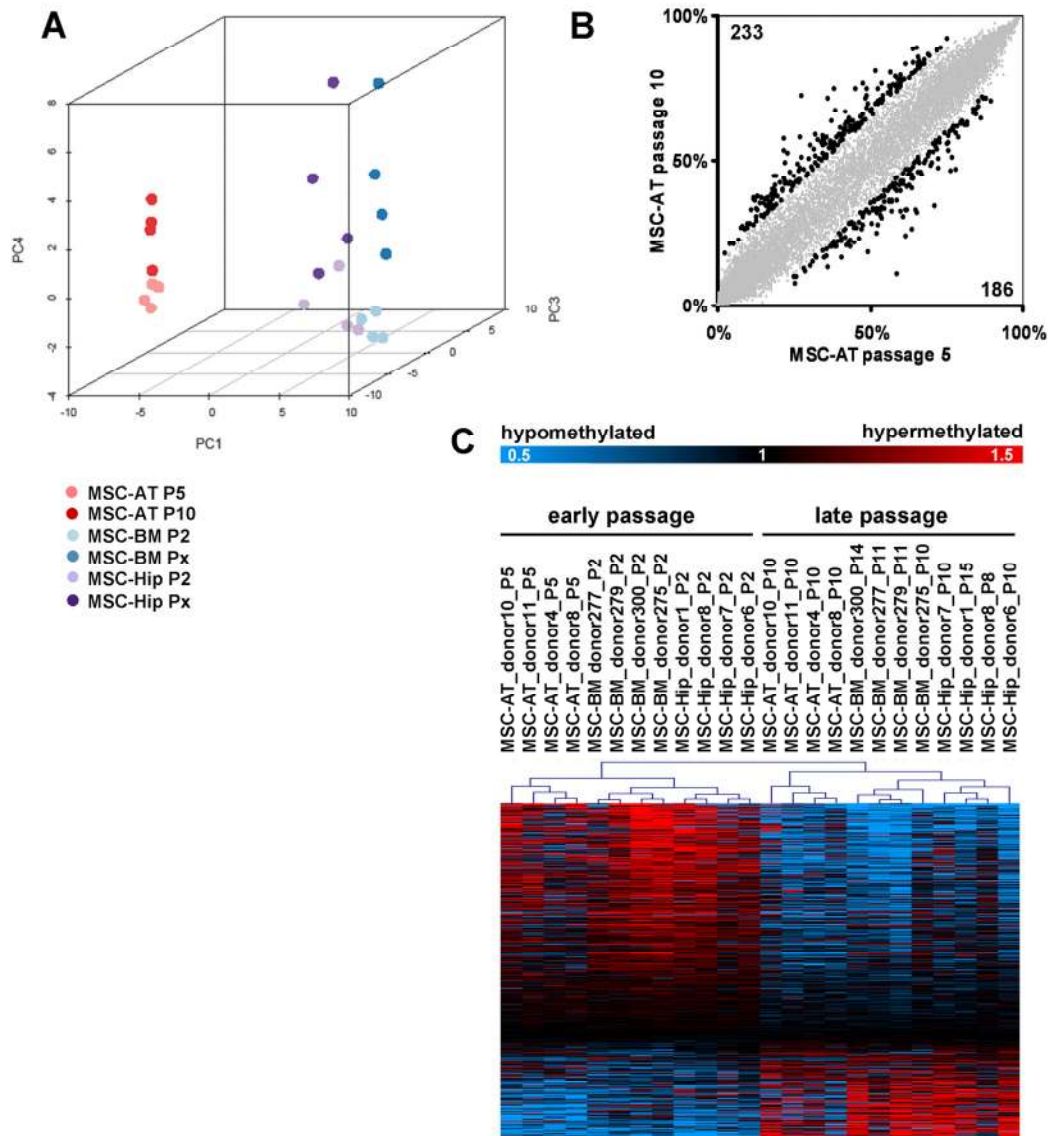 A
8
6
4
2
0
-2
-4
PC4
-10
-5
0
5
10
PC1
-10
-5
0
5
10
PC3
MSC-AT P5
MSC-AT P10
MSC-BM P2
MSC-BM Px
MSC-Hip P2
MSC-Hip Px
B
100%
50%
0%
MSC-AT passage 10
233
186
0%
50%
100%
MSC-AT passage 5
C
hypomethylated
hypermethylated
0.5
1
1.5
early passage
late passage
MSC-AT_donor10_P5
MSC-AT_donor11_P5
MSC-AT_donor4_P5
MSC-AT_donor8_P5
MSC-BM_donor277_P2
MSC-BM_donor279_P2
MSC-BM_donor300_P2
MSC-BM_donor275_P2
MSC-Hip_donor1_P2
MSC-Hip_donor8_P2
MSC-Hip_donor7_P2
MSC-Hip_donor6_P2
MSC-AT_donor10_P10
MSC-AT_donor11_P10
MSC-AT_donor4_P10
MSC-AT_donor8_P10
MSC-BM_donor300_P14
MSC-BM_donor277_P11
MSC-BM_donor279_P11
MSC-BM_donor275_P10
MSC-Hip_donor7_P10
MSC-Hip_donor1_P15
MSC-Hip_donor8_P8
MSC-Hip_donor6_P10